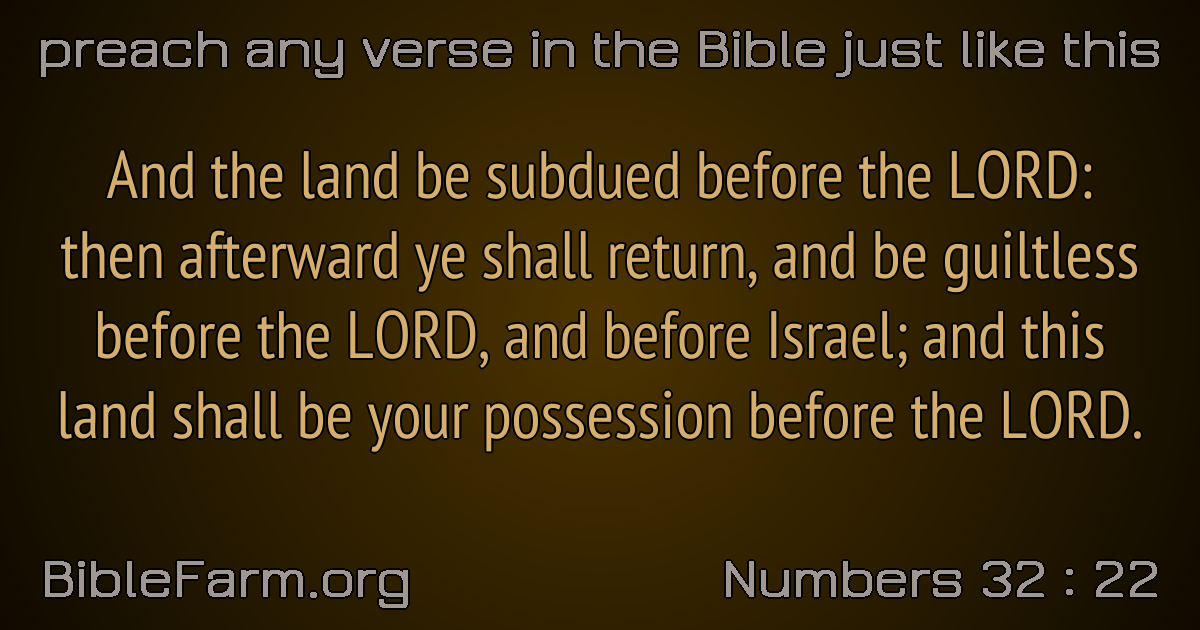 preach any verse in the Bible just like this
And the land be subdued before the LORD:
then afterward ye shall return, and be guiltless
before the LORD, and before Israel; and this
land shall be your possession before the LORD.
BibleFarm.org
Numbers 32 : 22